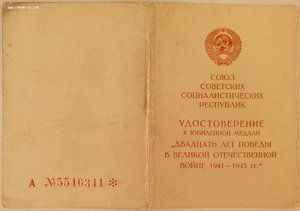 А №5546341 ✻
СОЮЗ
СОВЕТСКИХ
СОЦИАЛИСТИЧЕСКИХ
РЕСПУБЛИК
УДОСТОВЕРЕНИЕ
К ЮБИЛЕЙНОЙ МЕДАЛИ
„ДВАДЦАТЬ ЛЕТ ПОБЕДЫ
В ВЕЛИКОЙ ОТЕЧЕСТВЕННОЙ
ВОЙНЕ 1941—1945 гг."